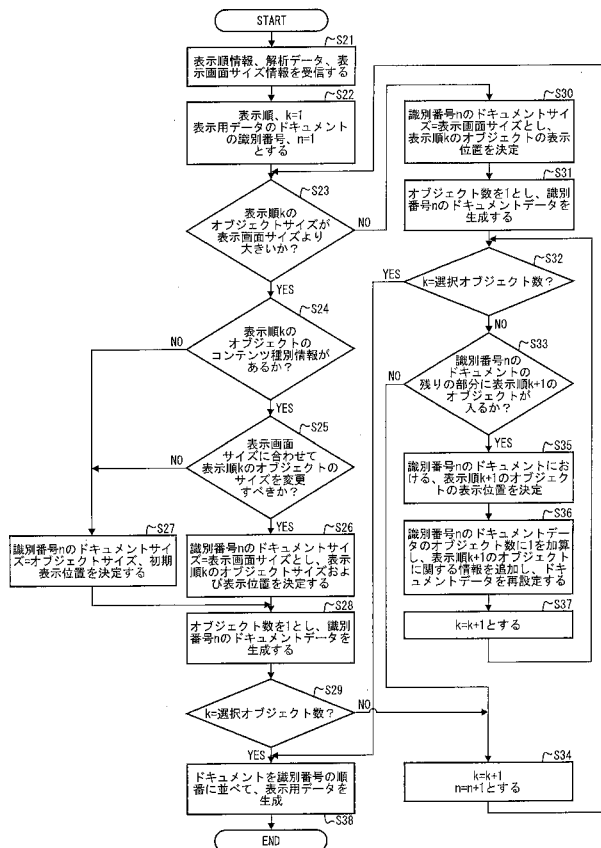 START
S21
表示順情報、解析データ、表
示画面サイズ情報を受信する
S22
表示順、k=1
表示用データのドキュメント
の識別番号、n=1
とする
S23
表示順kの
オブジェクトサイズが
表示画面サイズより
大きいか?
NO
YES
S24
表示順kの
オブジェクトの
コンテンツ種別情報が
あるか?
NO
YES
S25
表示画面
サイズに合わせて
表示順kのオブジェクトの
サイズを変更
すべきか?
NO
YES
S27
識別番号nのドキュメントサイ
ズ=オブジェクトサイズ、初期
表示位置を決定する
S26
識別番号nのドキュメントサイ
ズ=表示画面サイズとし、表示
順kのオブジェクトサイズおよ
び表示位置を決定する
S28
オブジェクト数を1とし、識別
番号nのドキュメントデータを
生成する
S29
k=選択オブジェクト数?
NO
YES
ドキュメントを識別番号の順
番に並べて、表示用データを
生成
S38
END
S30
識別番号nのドキュメントサイ
ズ=表示画面サイズとし、
表示順kのオブジェクトの表示
位置を決定
S31
オブジェクト数を1とし、識別
番号nのドキュメントデータを
生成する
S32
k=選択オブジェクト数?
YES
NO
S33
識別番号nの
ドキュメントの
残りの部分に表示順k+1の
オブジェクトが
入るか?
NO
YES
S35
識別番号nのドキュメントにお
ける、表示順k+1のオブジェク
トの表示位置を決定
S36
識別番号nのドキュメントデー
タのオブジェクト数に1を加算
し、表示順k+1のオブジェクト
に関する情報を追加し、ドキ
ュメントデータを再設定する
S37
k=k+1とする
S34
k=k+1
n=n+1とする